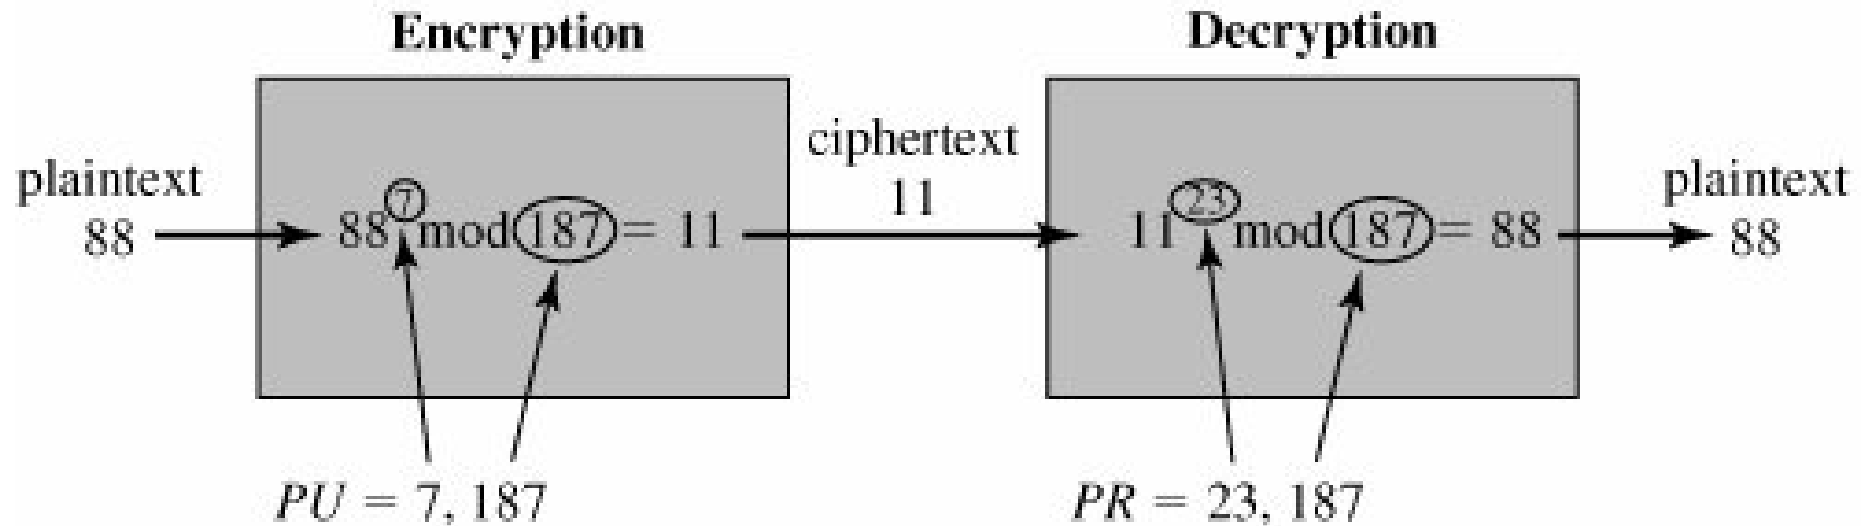 Encryption
Decryption
plaintext
88
88^7 mod 187 = 11
ciphertext
11
11^23 mod 187 = 88
plaintext
88
PU = 7, 187
PR = 23, 187